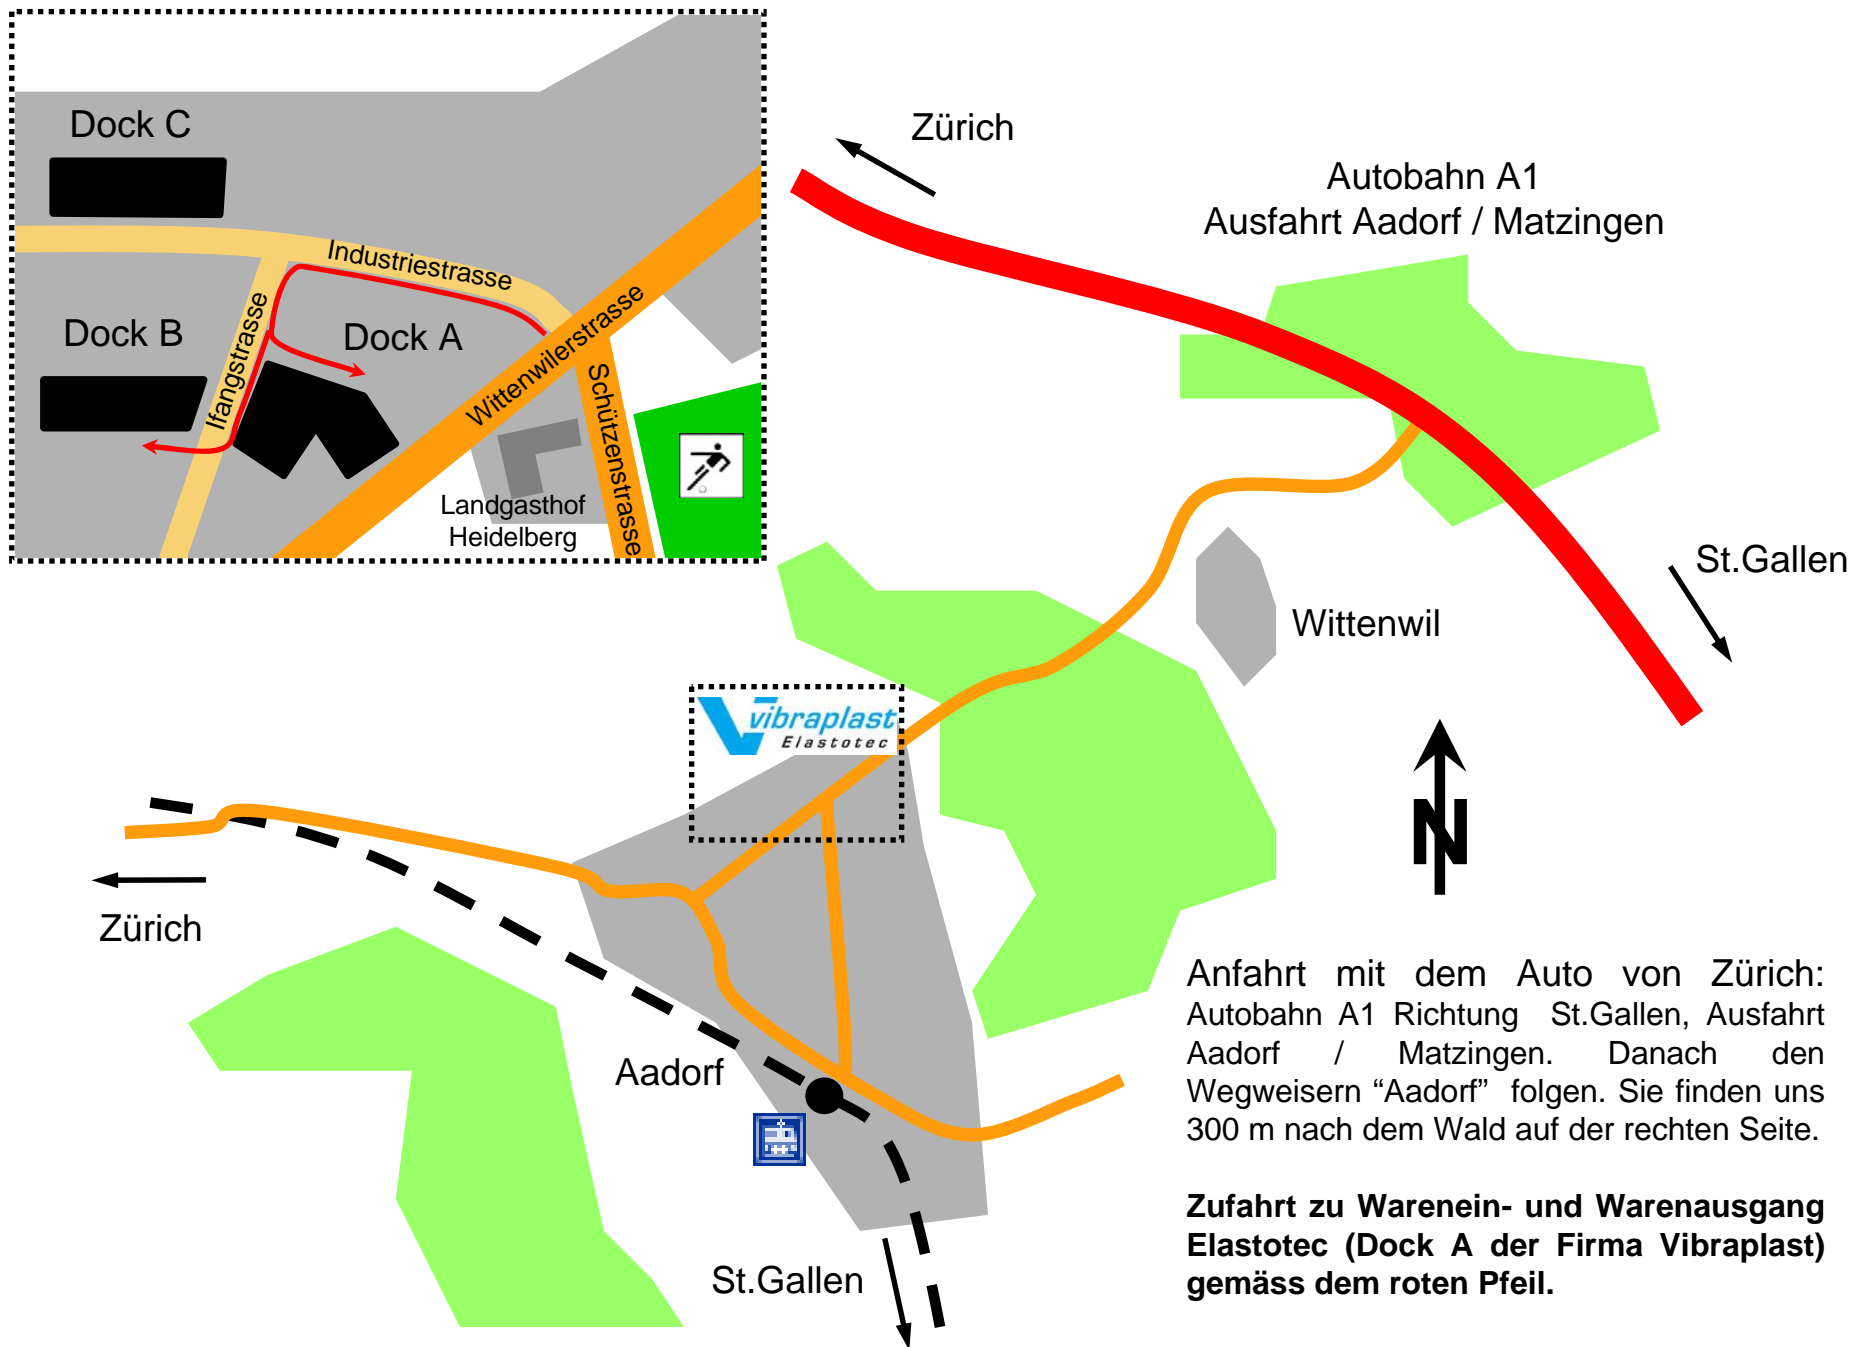 Dock C
Industriestrasse
Dock B
Ifangstrasse
Dock A
Wittenwilerstrasse
Schützenstrasse
Landgasthof
Heidelberg
Zürich
Autobahn A1
Ausfahrt Aadorf / Matzingen
St.Gallen
Wittenwil
vibraplast
Elastotec
N
Zürich
Aadorf
St.Gallen
Anfahrt mit dem Auto von Zürich:
Autobahn A1 Richtung St.Gallen, Ausfahrt
Aadorf / Matzingen. Danach den
Wegweisern “Aadorf” folgen. Sie finden uns
300 m nach dem Wald auf der rechten Seite.
Zufahrt zu Warenein- und Warenausgang
Elastotec (Dock A der Firma Vibraplast)
gemäss dem roten Pfeil.